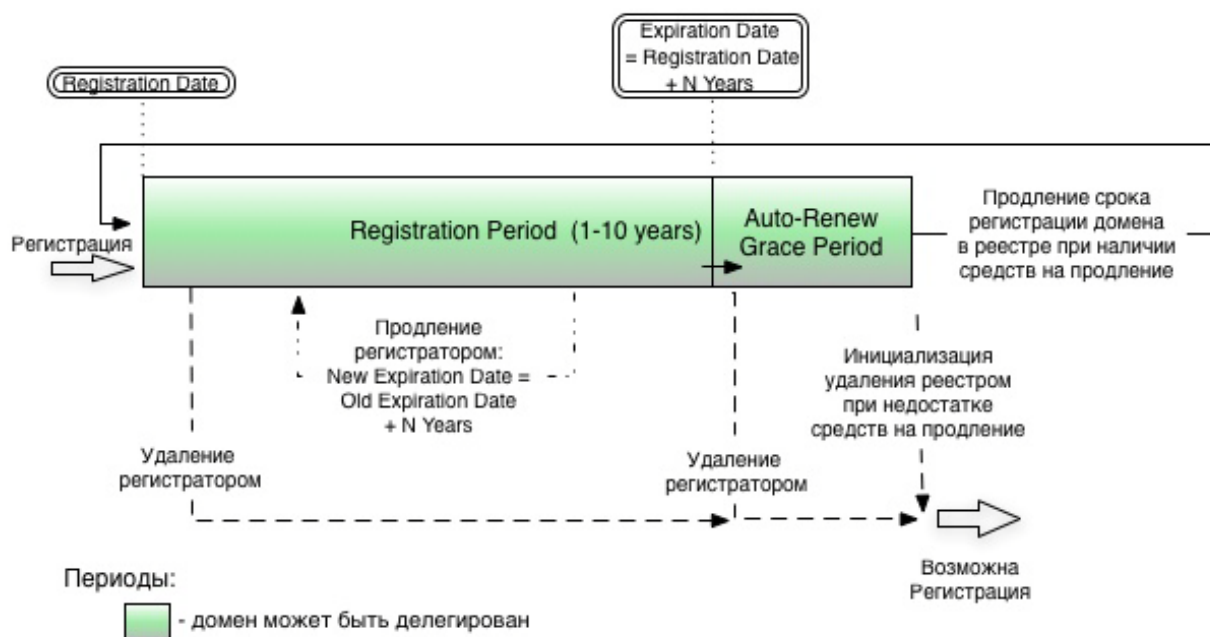 Registration Date
Expiration Date
= Registration Date
+ N Years
Регистрация
Registration Period (1-10 years)
Auto-Renew
Grace Period
Продление срока
регистрации домена
в реестре при наличии
средств на продление
Продление
регистратором:
New Expiration Date =
Old Expiration Date
+ N Years
Инициализация
удаления реестром
при недостатке
средств на продление
Удаление
регистратором
Удаление
регистратором
Возможна
Регистрация
Периоды:
- домен может быть делегирован